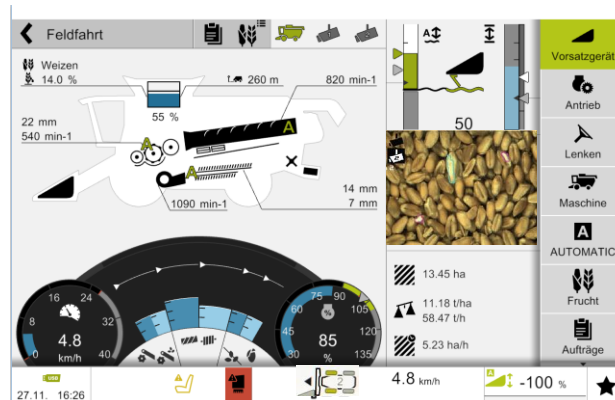 Feldfahrt
Weizen
14.0 %
260 m
820 min-1
55 %
A
A
A
22 mm
540 min-1
1090 min-1
14 mm
7 mm
A
50
13.45 ha
11.18 t/ha
58.47 t/h
5.23 ha/h
0
8
16
24
32
40
4.8
km/h
30
45
60
75
90
105
120
135
%
85
%
Vorsatzgerät
Antrieb
Lenken
Maschine
A
AUTOMATIC
Frucht
Aufträge
USB
27.11. 16:26
2
4.8 km/h
A
-100 %